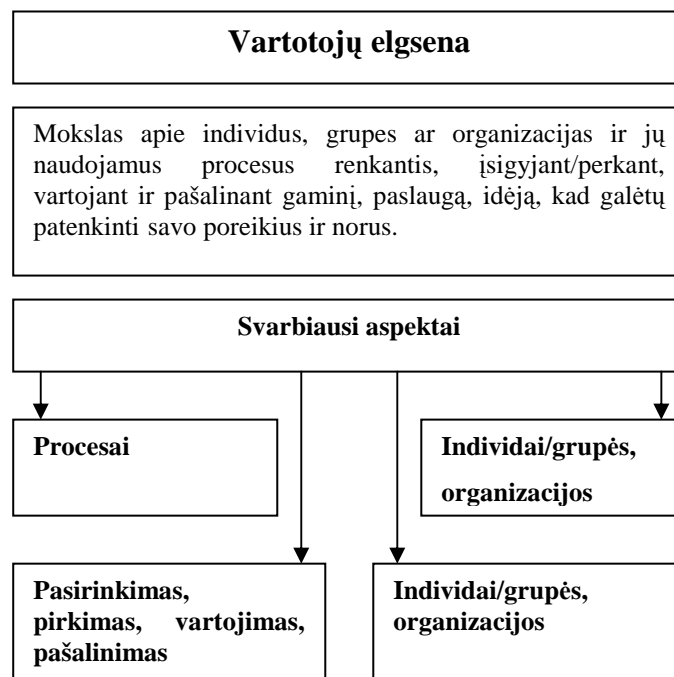 Vartotojų elgsena
Mokslas apie individus, grupes ar organizacijas ir jų
naudojamus procesus renkantis, įsigyjant/perkant,
vartojant ir pašalinant gaminį, paslaugą, idėją, kad galėtų
patenkinti savo poreikius ir norus.
Svarbiausi aspektai
Procesai
Individai/grupės,
organizacijos
Pasirinkimas,
pirkimas, vartojimas,
pašalinimas
Individai/grupės,
organizacijos